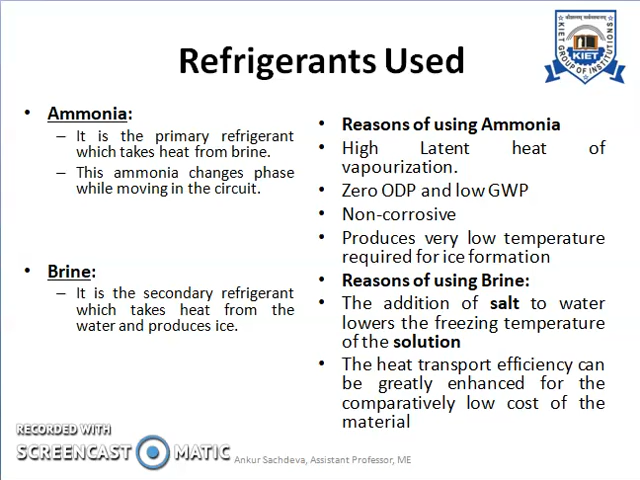 Refrigerants Used
KIET
KIET GROUP OF INSTITUTIONS
• Ammonia:
– It is the primary refrigerant
which takes heat from brine.
– This ammonia changes phase
while moving in the circuit.
• Brine:
– It is the secondary refrigerant
which takes heat from the
water and produces ice.
• Reasons of using Ammonia
• High Latent heat of
vapourization.
• Zero ODP and low GWP
• Non-corrosive
• Produces very low temperature
required for ice formation
• Reasons of using Brine:
• The addition of salt to water
lowers the freezing temperature
of the solution
• The heat transport efficiency can
be greatly enhanced for the
comparatively low cost of the
material
RECORDED WITH
SCREENCAST MATIC
Ankur Sachdeva, Assistant Professor, ME